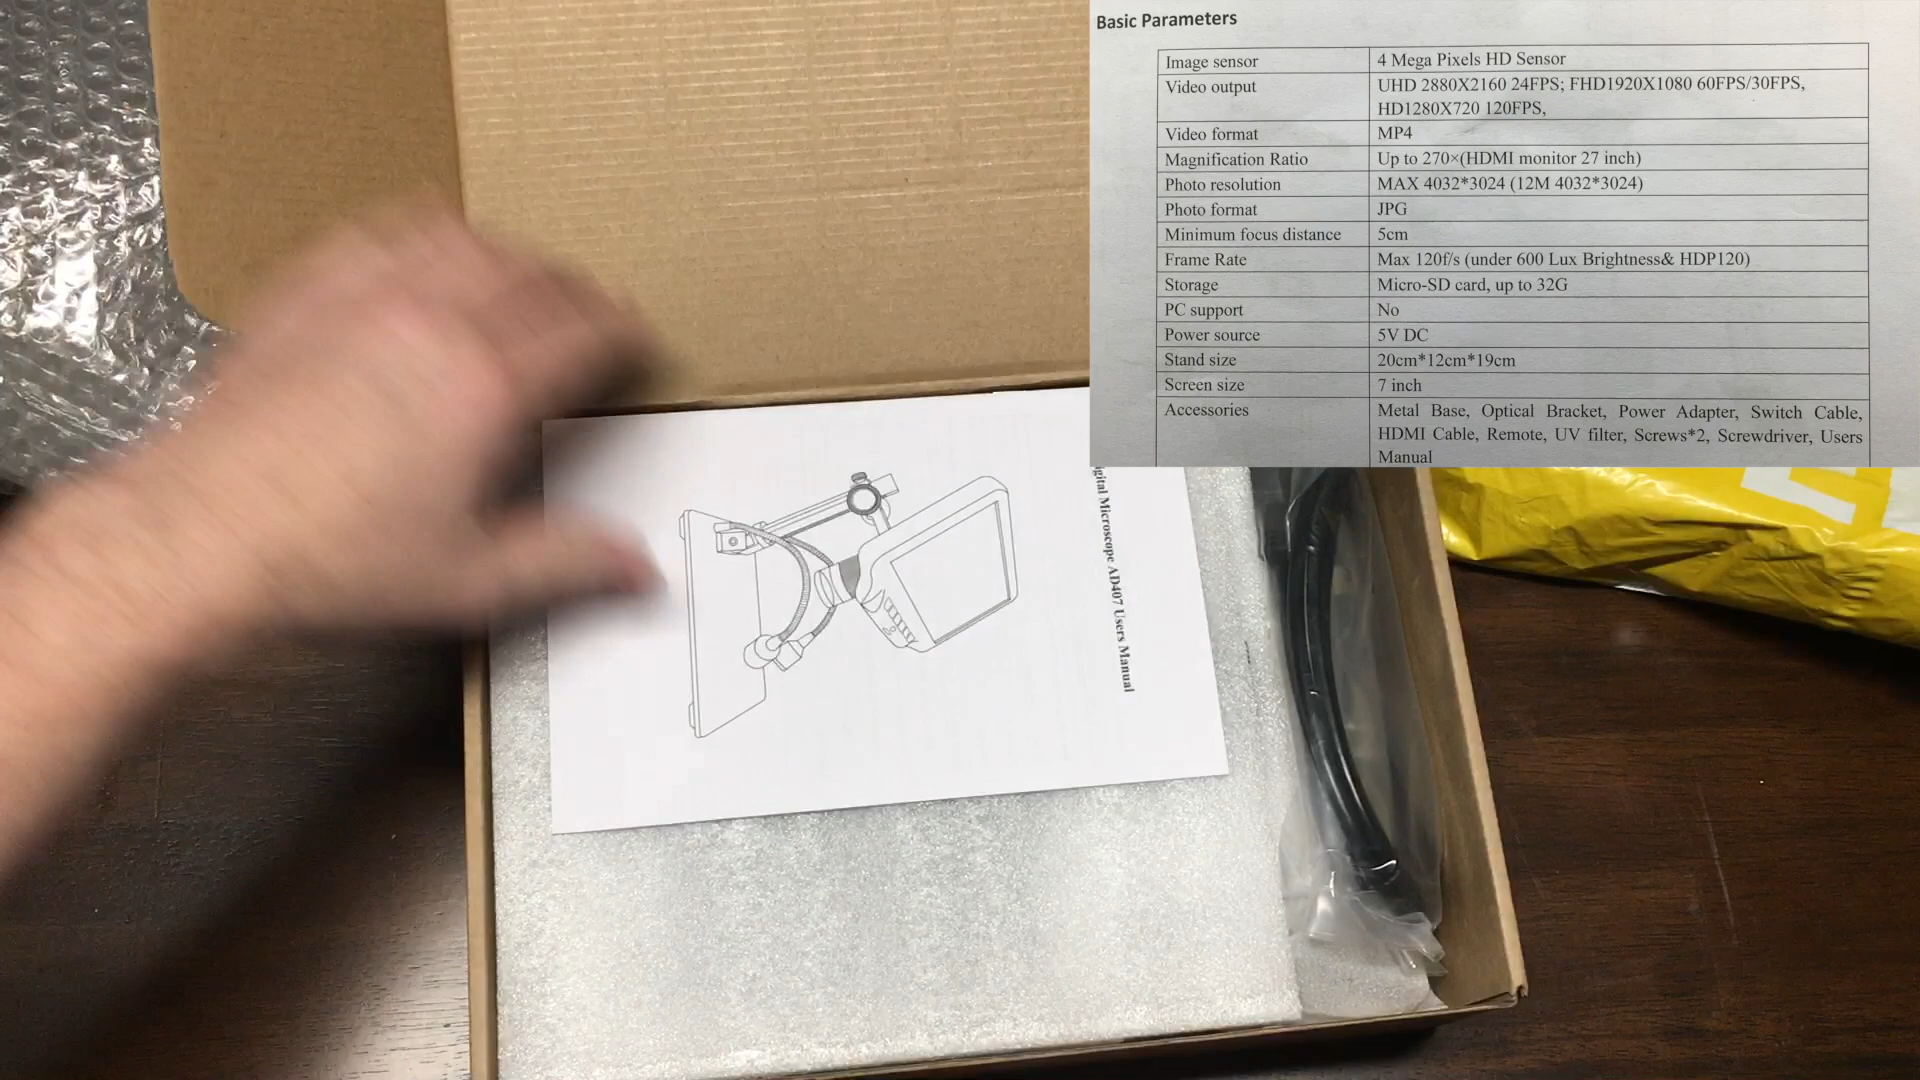 Basic Parameters
Image sensor 4 Mega Pixels HD Sensor
Video output UHD 2880X2160 24FPS; FHD1920X1080 60FPS/30FPS,
HD1280X720 120FPS,
Video format MP4
Magnification Ratio Up to 270×(HDMI monitor 27 inch)
Photo resolution MAX 4032*3024 (12M 4032*3024)
Photo format JPG
Minimum focus distance 5cm
Frame Rate Max 120f/s (under 600 Lux Brightness& HDP120)
Storage Micro-SD card, up to 32G
PC support No
Power source 5V DC
Stand size 20cm*12cm*19cm
Screen size 7 inch
Accessories Metal Base, Optical Bracket, Power Adapter, Switch Cable,
HDMI Cable, Remote, UV filter, Screws*2, Screwdriver, Users
Manual
igital Microscope AD407 Users Manual